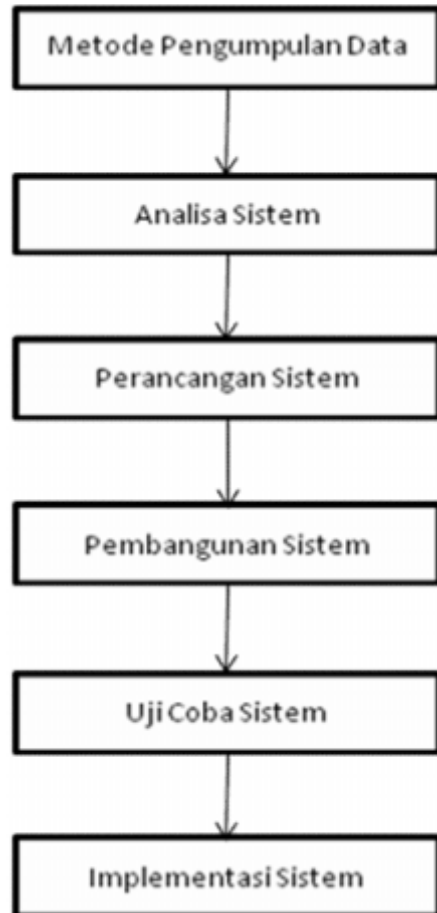 Metode Pengumpulan Data
Analisa Sistem
Perancangan Sistem
Pembangunan Sistem
Uji Coba Sistem
Implementasi Sistem